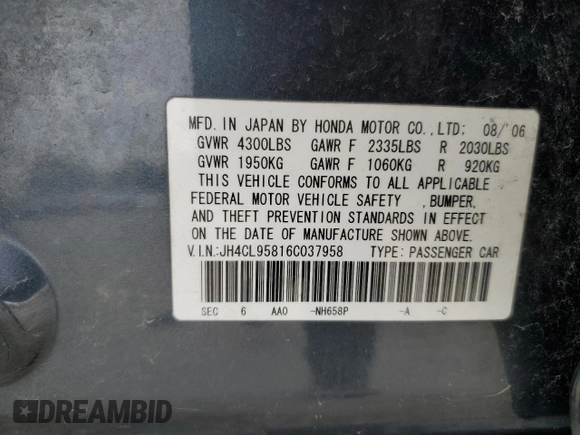 MFD. IN JAPAN BY HONDA MOTOR CO., LTD: 08/'06
GVWR 4300LBS GAWR F 2335LBS R 2030LBS
GVWR 1950KG GAWR F 1060KG R 920KG
THIS VEHICLE CONFORMS TO ALL APPLICABLE
FEDERAL MOTOR VEHICLE SAFETY , BUMPER,
AND THEFT PREVENTION STANDARDS IN EFFECT
ON THE DATE OF MANUFACTURE SHOWN ABOVE.
V.I.N.:JH4CL95816C037958 TYPE: PASSENGER CAR
SEC 6 AAO -NH658P -A -C
DREAMBID